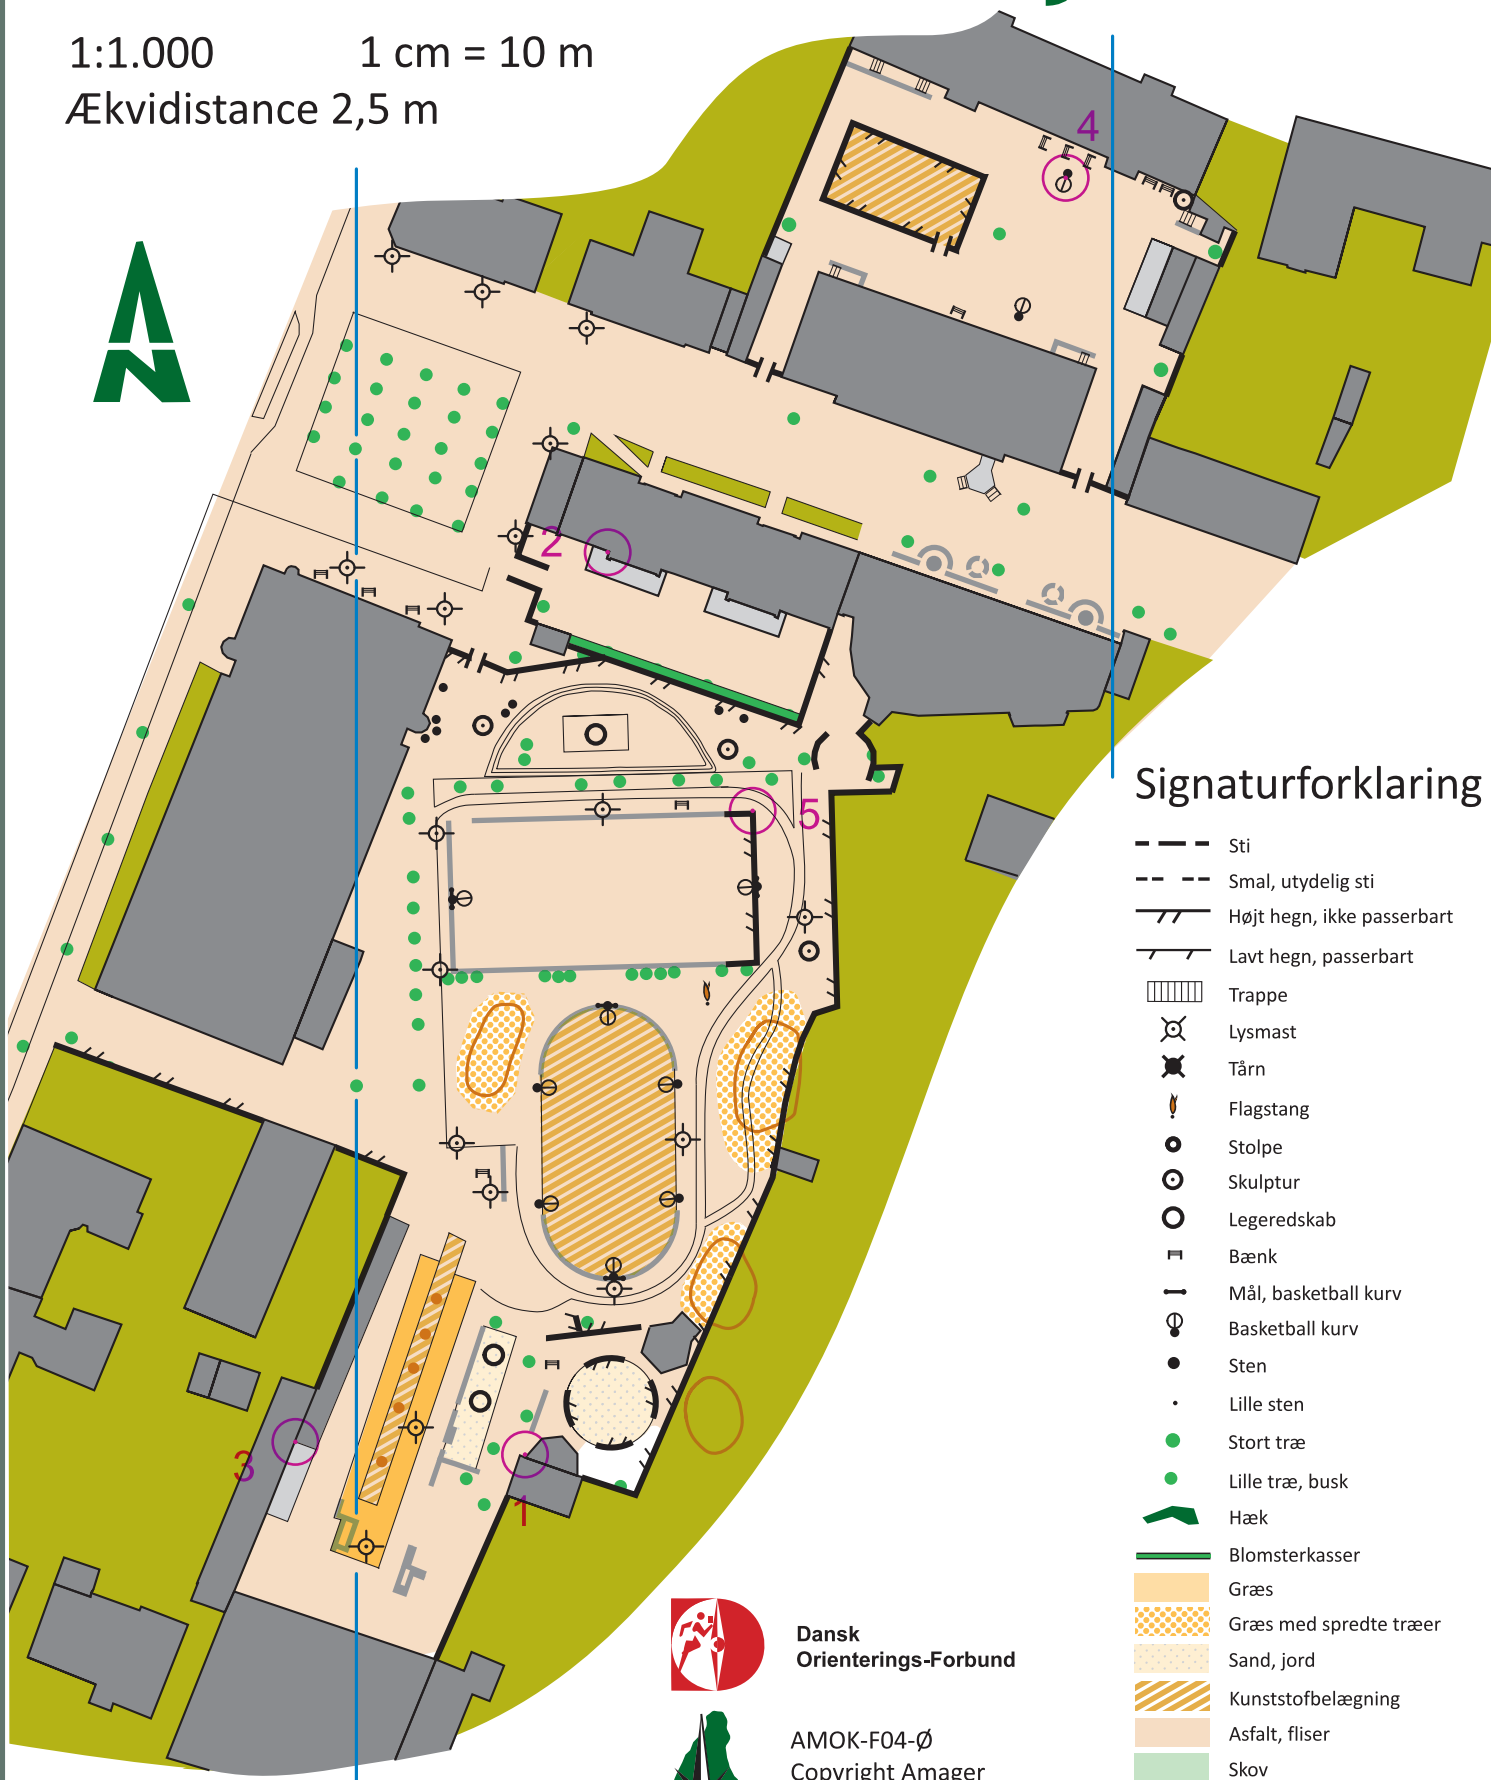 1:1.000 1 cm = 10 m
Ækvidistance 2,5 m
4
2
5
3
1
Signaturforklaring
Sti
Smal, utydelig sti
Højt hegn, ikke passerbart
Lavt hegn, passerbart
Trappe
Lysmast
Tårn
Flagstang
Stolpe
Skulptur
Legeredskab
Bænk
Mål, basketball kurv
Basketball kurv
Sten
Lille sten
Stort træ
Lille træ, busk
Hæk
Blomsterkasser
Græs
Græs med spredte træer
Sand, jord
Kunststofbelægning
Asfalt, fliser
Skov
Dansk
Orienterings-Forbund
AMOK-F04-Ø
Copyright Amager